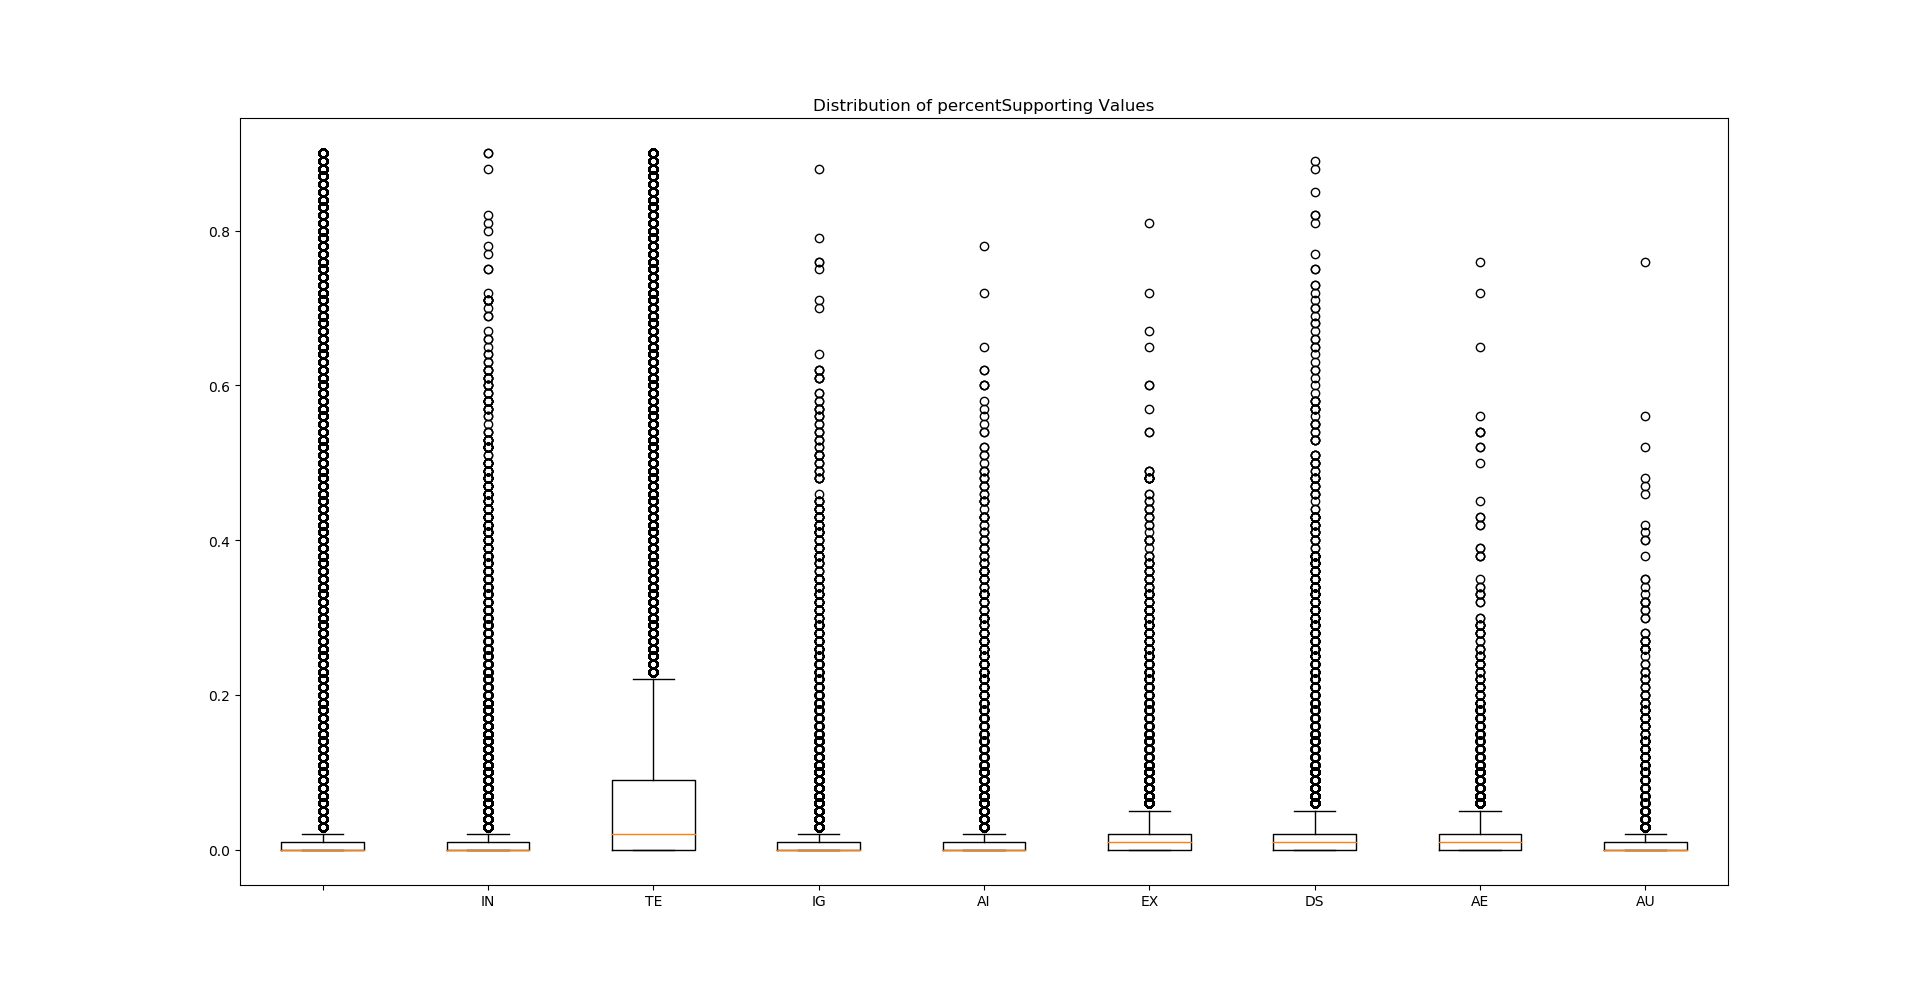 Distribution of percentSupporting Values
0.8
0.6
0.4
0.2
0.0
IN TE IG AI EX DS AE AU